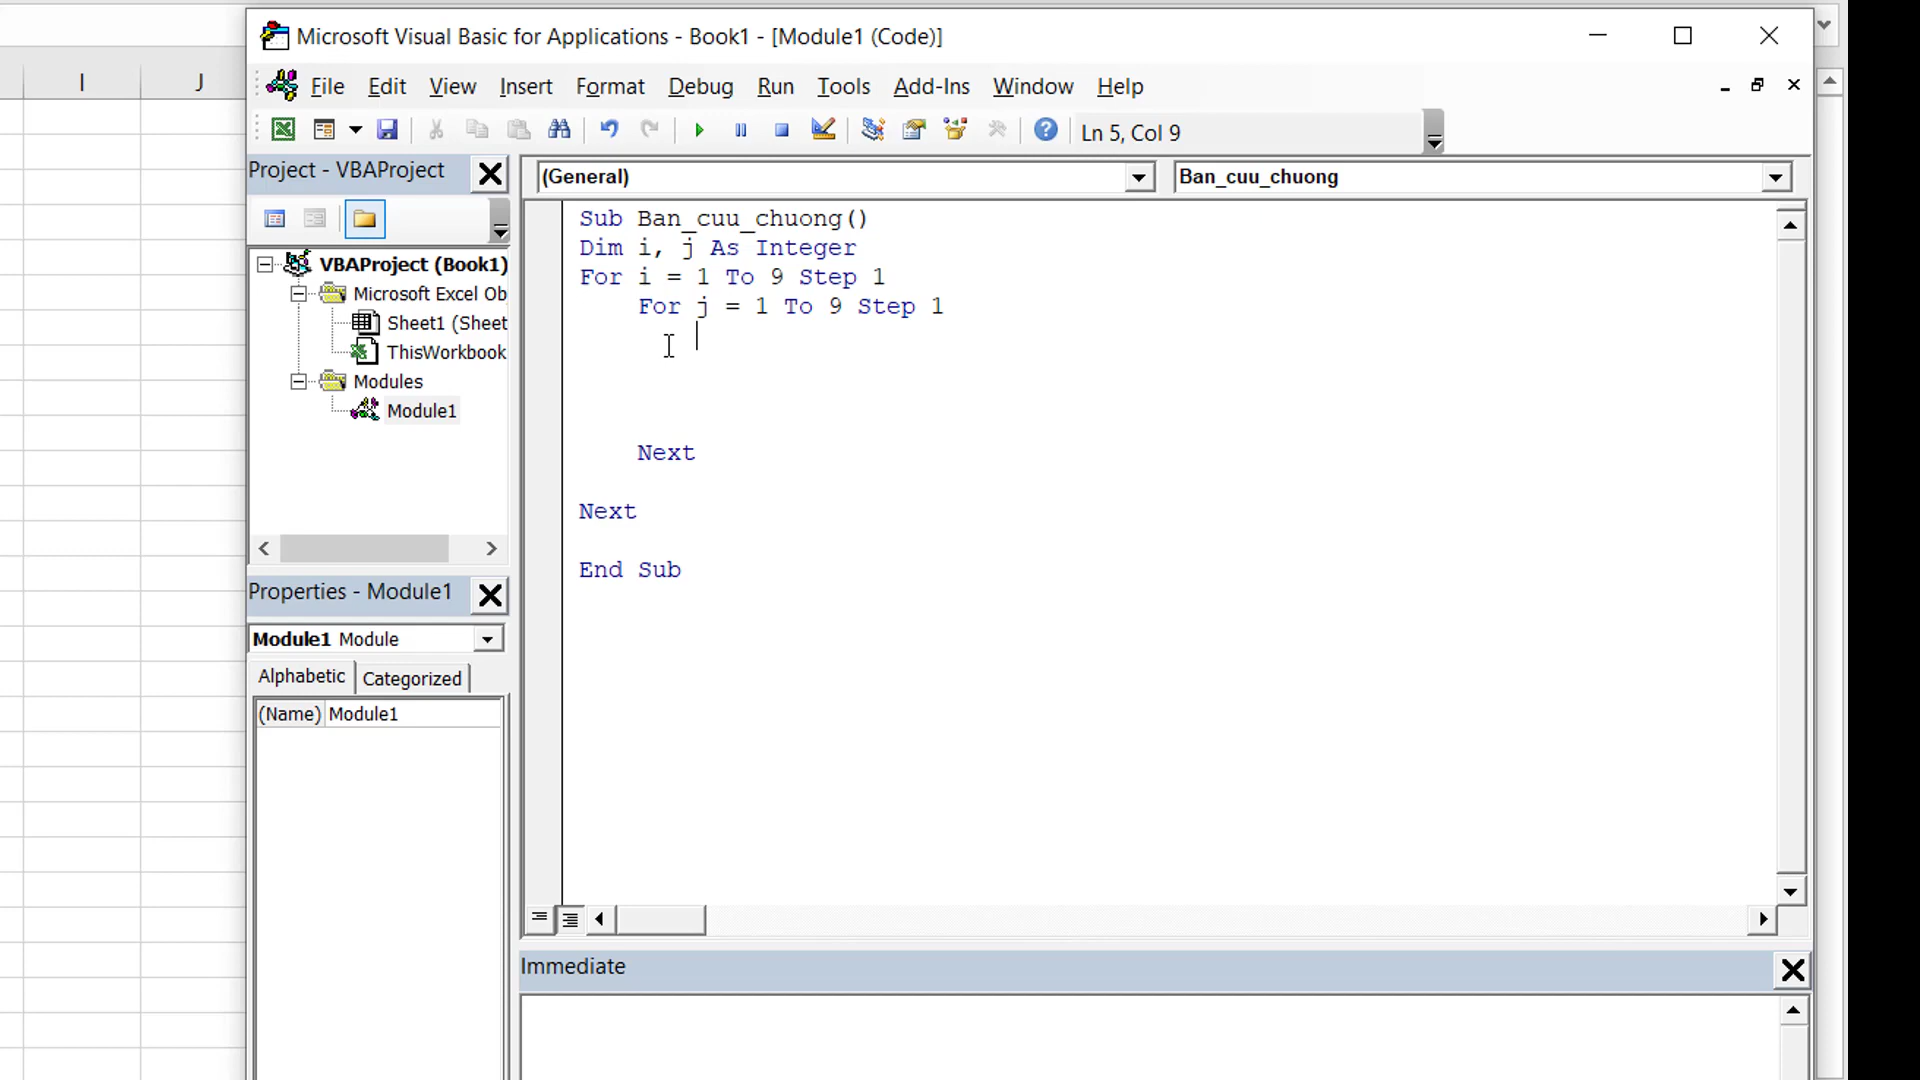 Microsoft Visual Basic for Applications - Book1 - [Module1 (Code)]
I
J
File Edit View Insert Format Debug Run Tools Add-Ins Window Help
Ln 5, Col 9
Project - VBAProject
(General)
Ban_cuu_chuong
VBAProject (Book1)
Microsoft Excel Ob
Sheet1 (Sheet
ThisWorkbook
Modules
Module1
Sub Ban_cuu_chuong()
Dim i, j As Integer
For i = 1 To 9 Step 1
For j = 1 To 9 Step 1
Next
Next
End Sub
Properties - Module1
Module1 Module
Alphabetic Categorized
(Name) Module1
Immediate